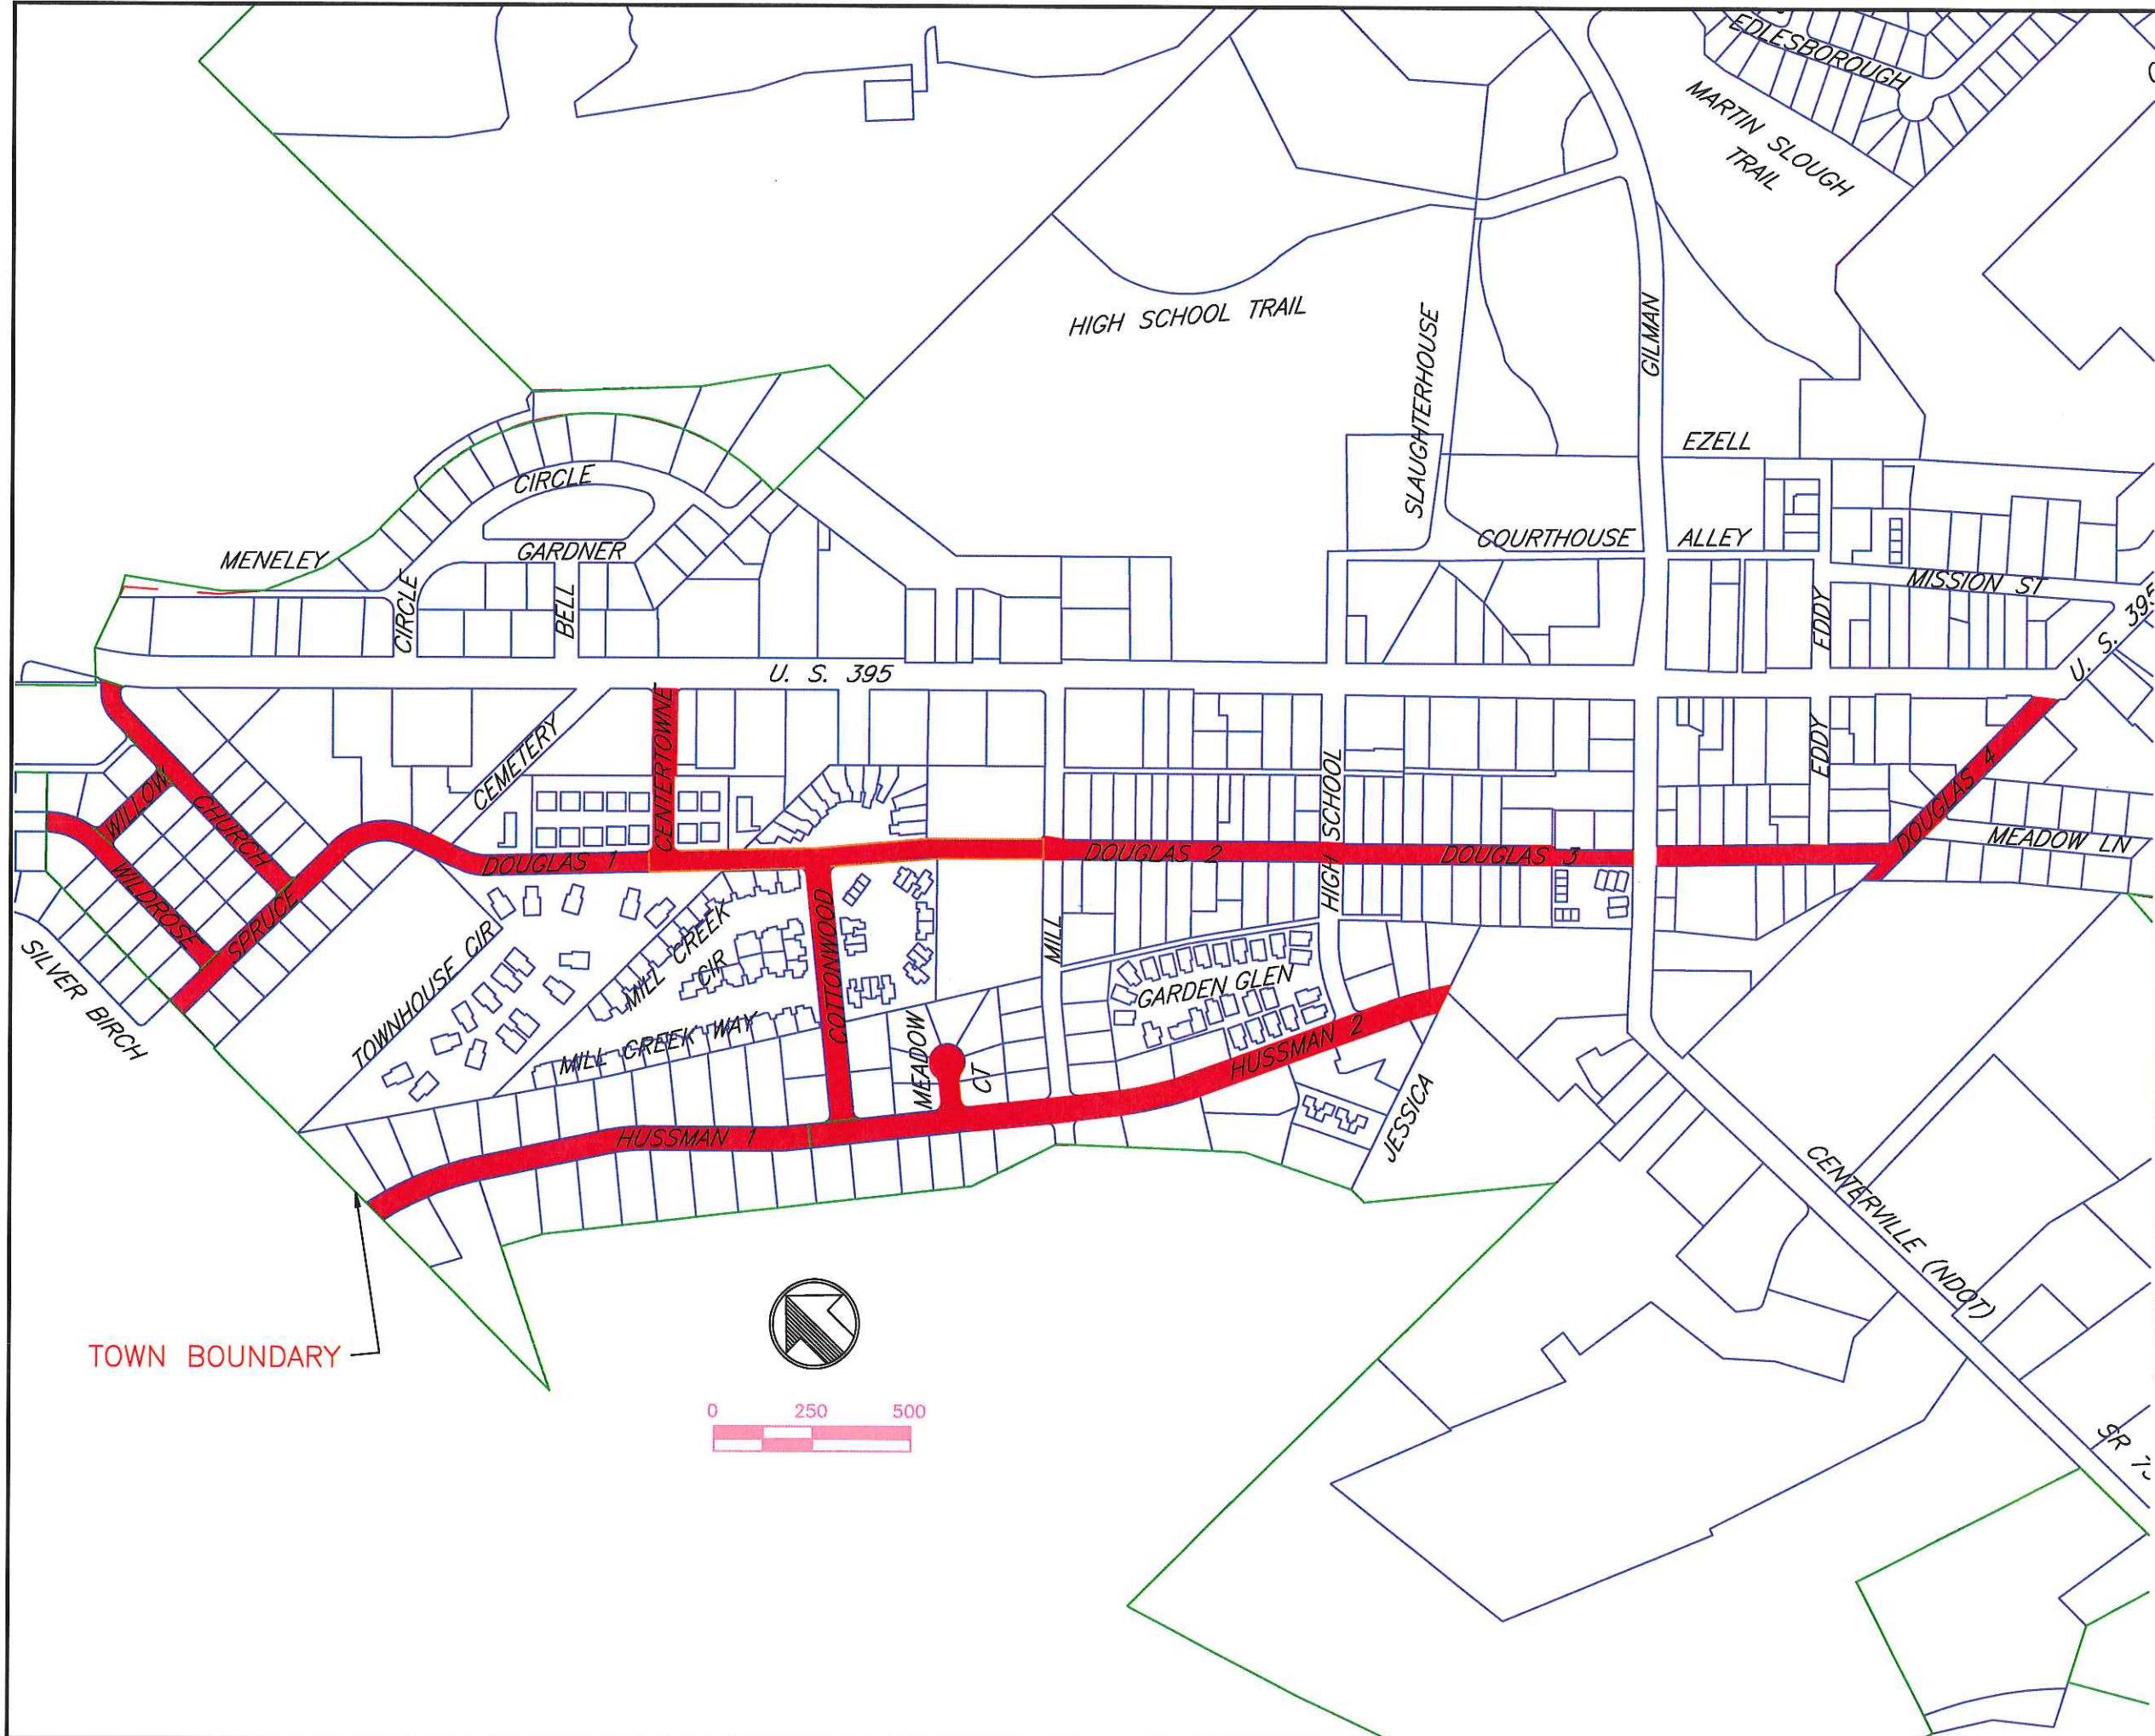 EDLESBOROUGH
MARTIN SLOUGH
TRAIL
HIGH SCHOOL TRAIL
SLAUGHTERHOUSE
GILMAN
EZELL
CIRCLE
MENELEY
GARDNER
COURTHOUSE ALLEY
MISSION ST
CIRCLE
BELL
EDDY
U. S. 395
U. S. 395
CENTERTOWNE
CEMETERY
HIGH SCHOOL
EDDY
DOUGLAS 4
WILLOW
CHURCH
MEADOW LN
DOUGLAS 1
DOUGLAS 2
DOUGLAS 3
WILDROSE
SPRUCE
COTTONWOOD
MILL
SILVER BIRCH
TOWNHOUSE CIR
MILL CREEK
CIR
GARDEN GLEN
MILL CREEK WAY
MEADOW
CT
HUSSMAN 2
JESSICA
HUSSMAN 1
CENTERVILLE (NDOT)
TOWN BOUNDARY
0 250 500
SR